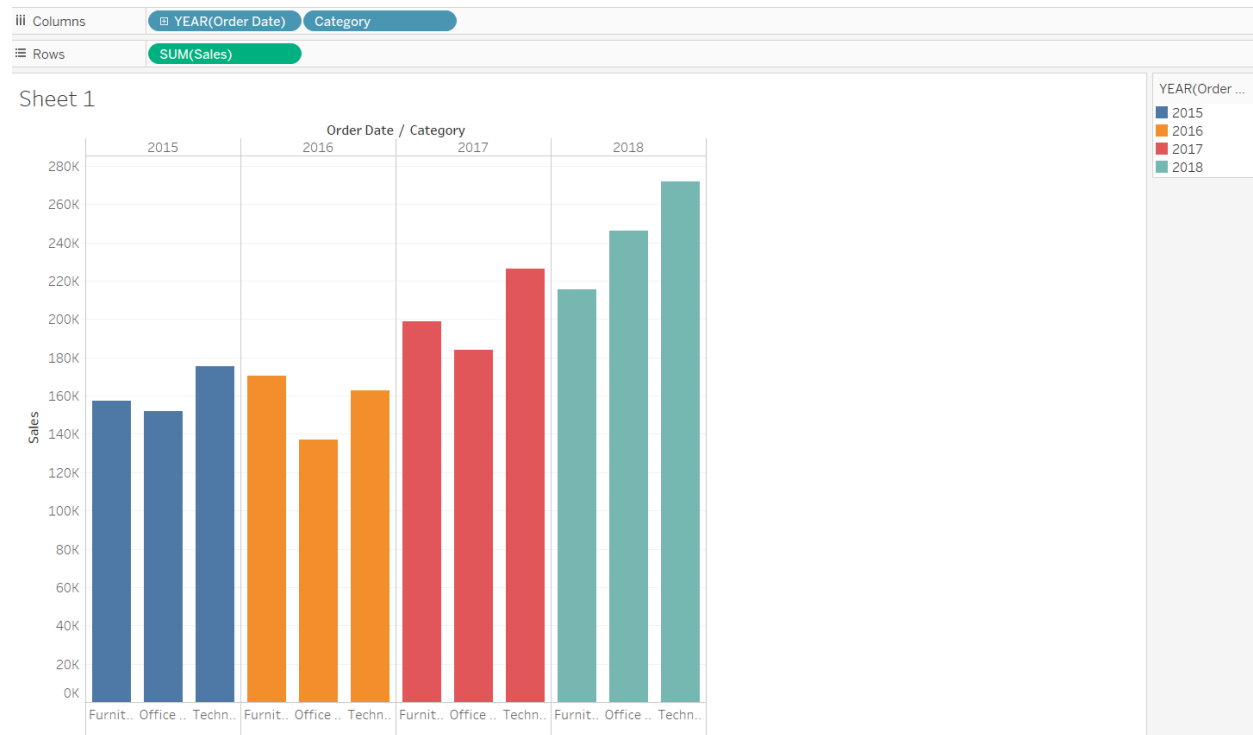 iii Columns
YEAR(Order Date) Category
Rows
SUM(Sales)
Sheet 1
Order Date / Category
2015 2016 2017 2018
280K
260K
240K
220K
200K
180K
160K
140K
120K
100K
80K
60K
40K
20K
0K
Sales
Furnit.. Office .. Techn.. Furnit.. Office .. Techn.. Furnit.. Office .. Techn.. Furnit.. Office .. Techn..
YEAR(Order ...
2015
2016
2017
2018